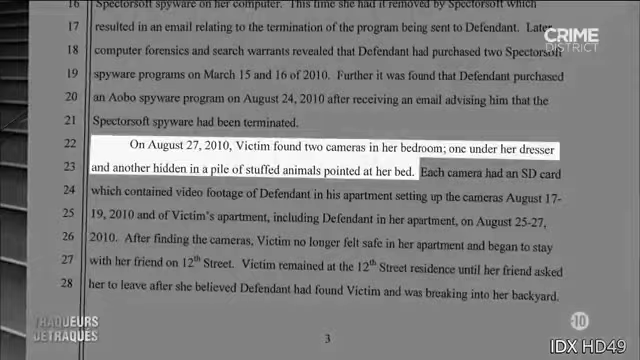 16 Spectorsoft spyware on her computer. This time she had it removed by Spectorsoft which
17 resulted in an email relating to the termination of the program being sent to Defendant. Later
CRIME
DISTRICT
18 computer forensics and search warrants revealed that Defendant had purchased two Spectorsoft
19 spyware programs on March 15 and 16 of 2010. Further it was found that Defendant purchased
20 an Aobo spyware program on August 24, 2010 after receiving an email advising him that the
21 Spectorsoft spyware had been terminated.
22 On August 27, 2010, Victim found two cameras in her bedroom; one under her dresser
23 and another hidden in a pile of stuffed animals pointed at her bed. Each camera had an SD card
24 which contained video footage of Defendant in his apartment setting up the cameras August 17-
25 19, 2010 and of Victim's apartment, including Defendant in her apartment, on August 25-27,
26 2010. After finding the cameras, Victim no longer felt safe in her apartment and began to stay
27 with her friend on 12th Street. Victim remained at the 12th Street residence until her friend asked
28 her to leave after she believed Defendant had found Victim and was breaking into her backyard.
TRAQUEURS
DETRAQUÉS
-10
3
IDX HD49